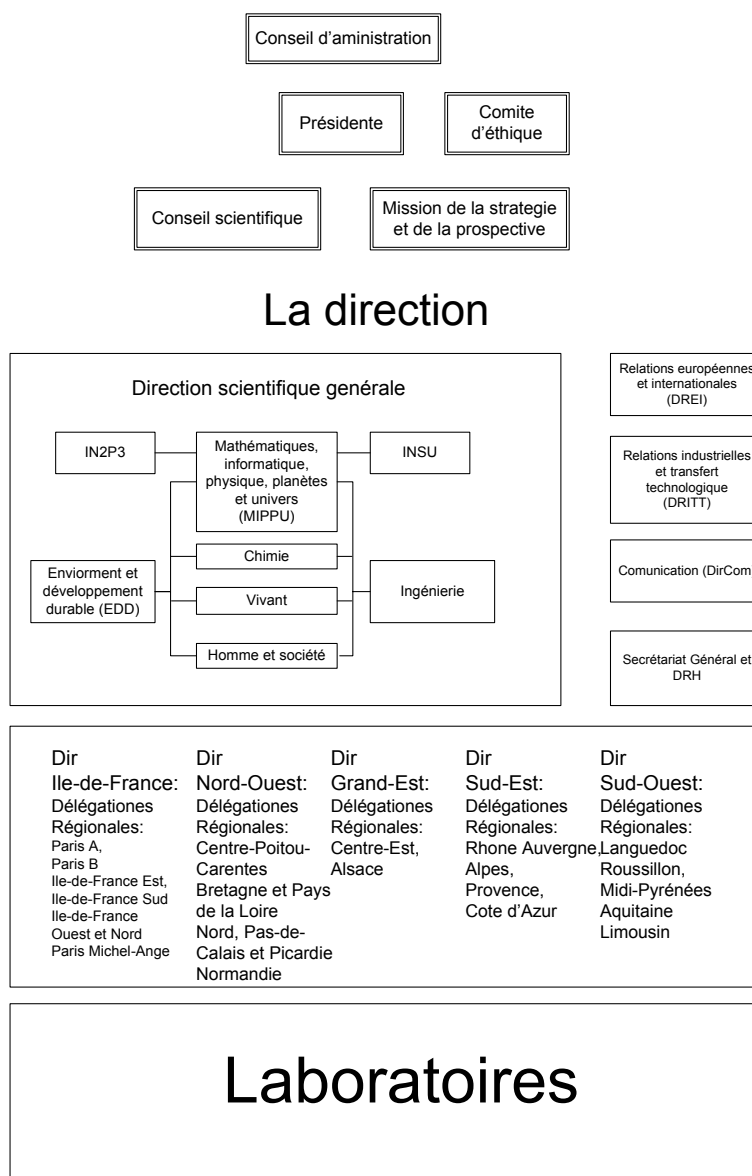 Conseil d’aministration
Présidente
Comite
d’éthique
Conseil scientifique
Mission de la strategie
et de la prospective
La direction
Direction scientifique genérale
IN2P3
Mathématiques,
informatique,
physique, planètes
et univers
(MIPPU)
INSU
Chimie
Enviorment et
développement
durable (EDD)
Vivant
Ingénierie
Homme et société
Relations européennes
et internationales
(DREI)
Relations industrielles
et transfert
technologique
(DRITT)
Comunication (DirCom
Secrétariat Général et
DRH
Dir
Ile-de-France:
Délégationes
Régionales:
Paris A,
Paris B
Ile-de-France Est,
Ile-de-France Sud
Ile-de-France
Ouest et Nord
Paris Michel-Ange
Dir
Nord-Ouest:
Délégationes
Régionales:
Centre-Poitou-
Carentes
Bretagne et Pays
de la Loire
Nord, Pas-de-
Calais et Picardie
Normandie
Dir
Grand-Est:
Délégationes
Régionales:
Centre-Est,
Alsace
Dir
Sud-Est:
Délégationes
Régionales:
Rhone Auvergne,
Alpes,
Provence,
Cote d’Azur
Dir
Sud-Ouest:
Délégationes
Régionales:
Languedoc
Roussillon,
Midi-Pyrénées
Aquitaine
Limousin
Laboratoires